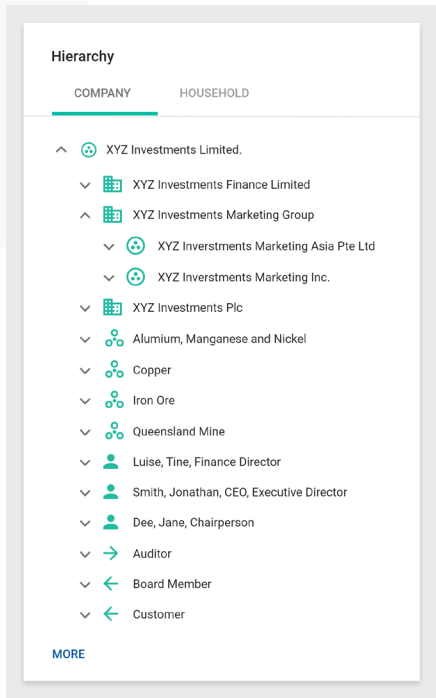 Hierarchy
COMPANY HOUSEHOLD
XYZ Investments Limited.
XYZ Investments Finance Limited
XYZ Investments Marketing Group
XYZ Inverstments Marketing Asia Pte Ltd
XYZ Inverstments Marketing Inc.
XYZ Investments Plc
Alumium, Manganese and Nickel
Copper
Iron Ore
Queensland Mine
Luise, Tine, Finance Director
Smith, Jonathan, CEO, Executive Director
Dee, Jane, Chairperson
Auditor
Board Member
Customer
MORE